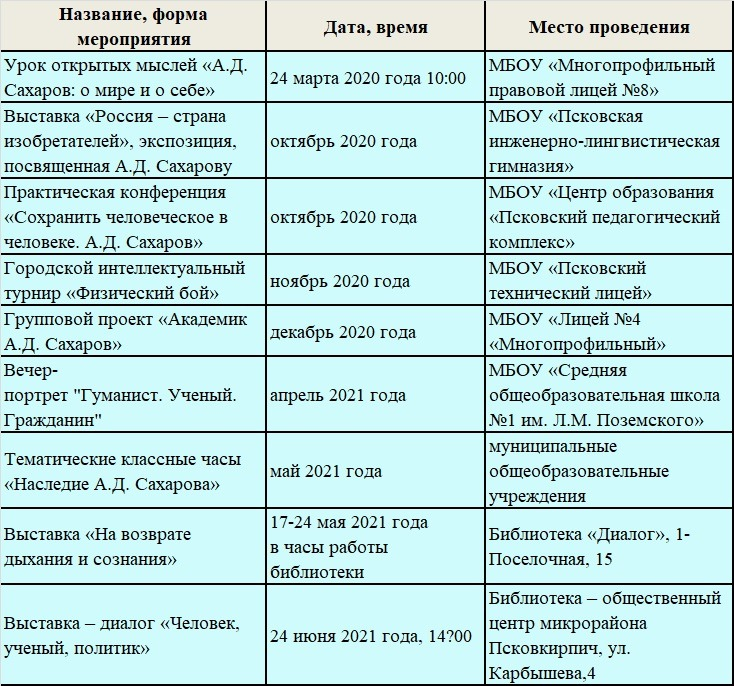 Название, форма
мероприятия
Дата, время
Место проведения
Урок открытых мыслей «А.Д.
Сахаров: о мире и о себе»
24 марта 2020 года 10:00
МБОУ «Многопрофильный
правовой лицей №8»
Выставка «Россия – страна
изобретателей», экспозиция,
посвященная А.Д. Сахарову
октябрь 2020 года
МБОУ «Псковская
инженерно-лингвистическая
гимназия»
Практическая конференция
«Сохранить человеческое в
человеке. А.Д. Сахаров»
октябрь 2020 года
МБОУ «Центр образования
«Псковский педагогический
комплекс»
Городской интеллектуальный
турнир «Физический бой»
ноябрь 2020 года
МБОУ «Псковский
технический лицей»
Групповой проект «Академик
А.Д. Сахаров»
декабрь 2020 года
МБОУ «Лицей №4
«Многопрофильный»
Вечер-
портрет "Гуманист. Ученый.
Гражданин"
апрель 2021 года
МБОУ «Средняя
общеобразовательная школа
№1 им. Л.М. Поземского»
Тематические классные часы
«Наследие А.Д. Сахарова»
май 2021 года
муниципальные
общеобразовательные
учреждения
Выставка «На возврате
дыхания и сознания»
17-24 мая 2021 года
в часы работы
библиотеки
Библиотека «Диалог», 1-
Поселочная, 15
Выставка – диалог «Человек,
ученый, политик»
24 июня 2021 года, 14?00
Библиотека – общественный
центр микрорайона
Псковкирпич, ул.
Карбышева,4